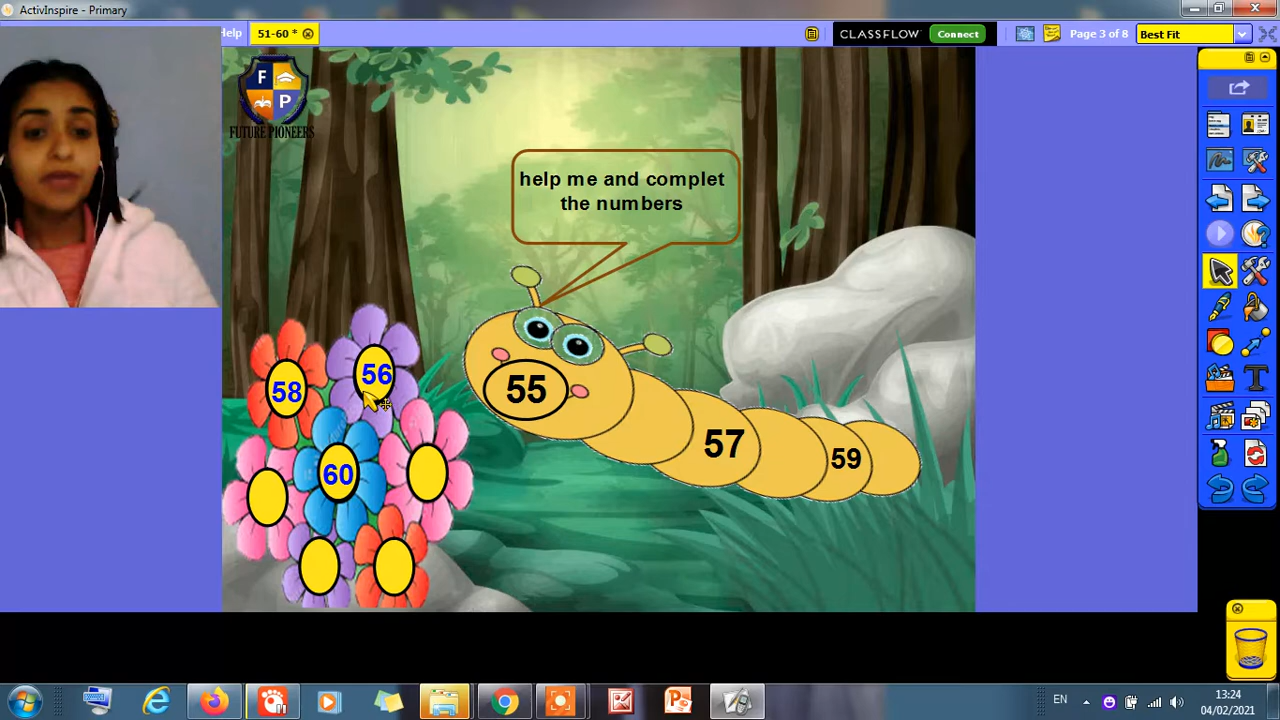 ActivInspire - Primary
Help
51-60 *
CLASSFLOW
Connect
Page 3 of 8
Best Fit
F
P
FUTURE PIONEERS
help me and complet
the numbers
58
56
60
55
57
59
T
EN
13:24
04/02/2021